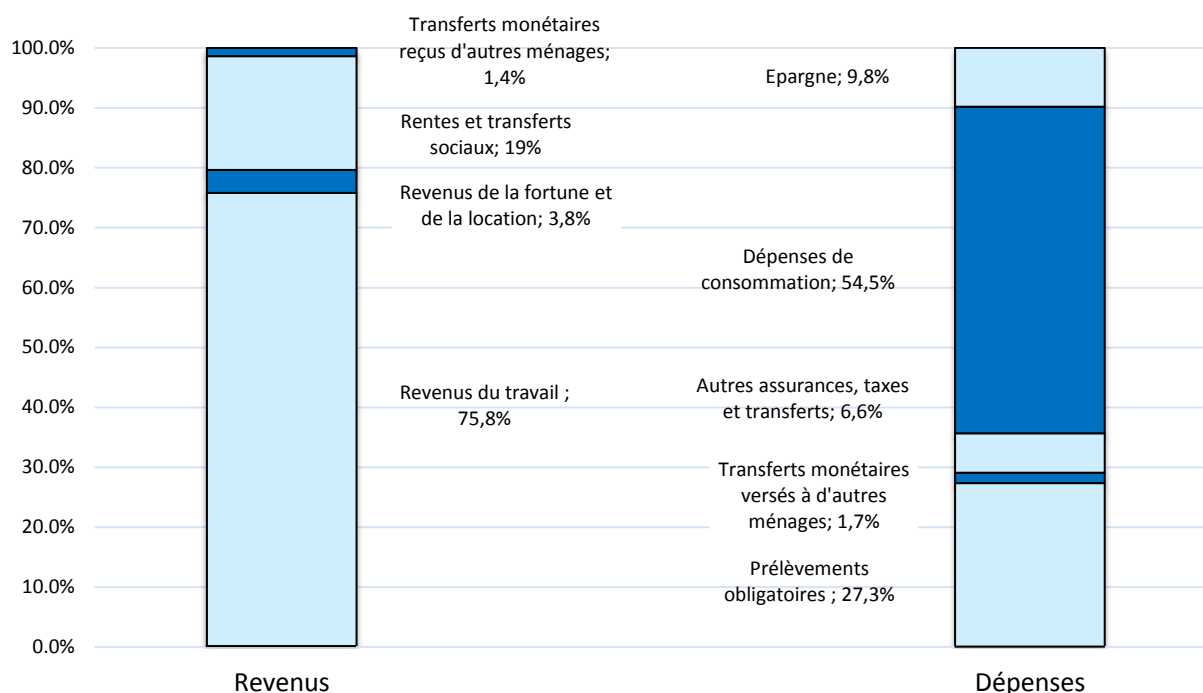 100.0%
90.0%
80.0%
70.0%
60.0%
50.0%
40.0%
30.0%
20.0%
10.0%
0.0%
Transferts monétaires
reçus d'autres ménages;
1,4%
Rentes et transferts
sociaux; 19%
Revenus de la fortune et
de la location; 3,8%
Revenus du travail ;
75,8%
Epargne; 9,8%
Dépenses de
consommation; 54,5%
Autres assurances, taxes
et transferts; 6,6%
Transferts monétaires
versés à d'autres
ménages; 1,7%
Prélèvements
obligatoires ; 27,3%
Revenus
Dépenses